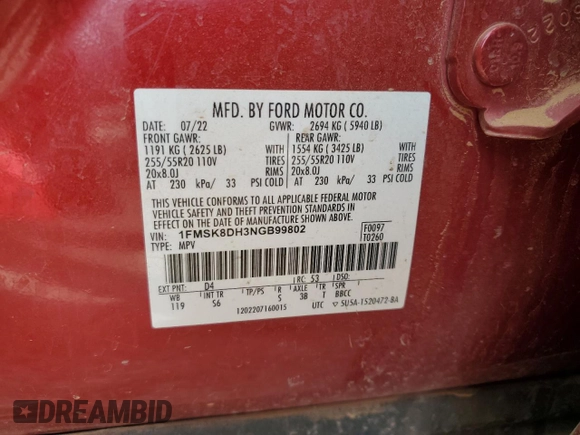 MFD. BY FORD MOTOR CO.
DATE: 07/22 GVWR: 2694 KG ( 5940 LB)
FRONT GAWR: REAR GAWR:
1191 KG ( 2625 LB) WITH 1554 KG ( 3425 LB) WITH
255/55R20 110V TIRES 255/55R20 110V TIRES
20x8.0J RIMS 20x8.0J RIMS
AT 230 kPa/ 33 PSI COLD AT 230 kPa/ 33 PSI COLD
THIS VEHICLE CONFORMS TO ALL APPLICABLE FEDERAL MOTOR
VEHICLE SAFETY AND THEFT PREVENTION STANDARDS IN
EFFECT ON THE DATE OF MANUFACTURE SHOWN ABOVE.
VIN: 1FMSK8DH3NGB99802 F0097
TYPE: MPV T0260
EXT PNT: D4 RC: 53 DSO:
WB INT TR TP/PS R AXLE TR SPR
119 S6 5 3B T BBCC
1202207160015 UTC ▽ SU5A-1520472-BA
DREAMBID